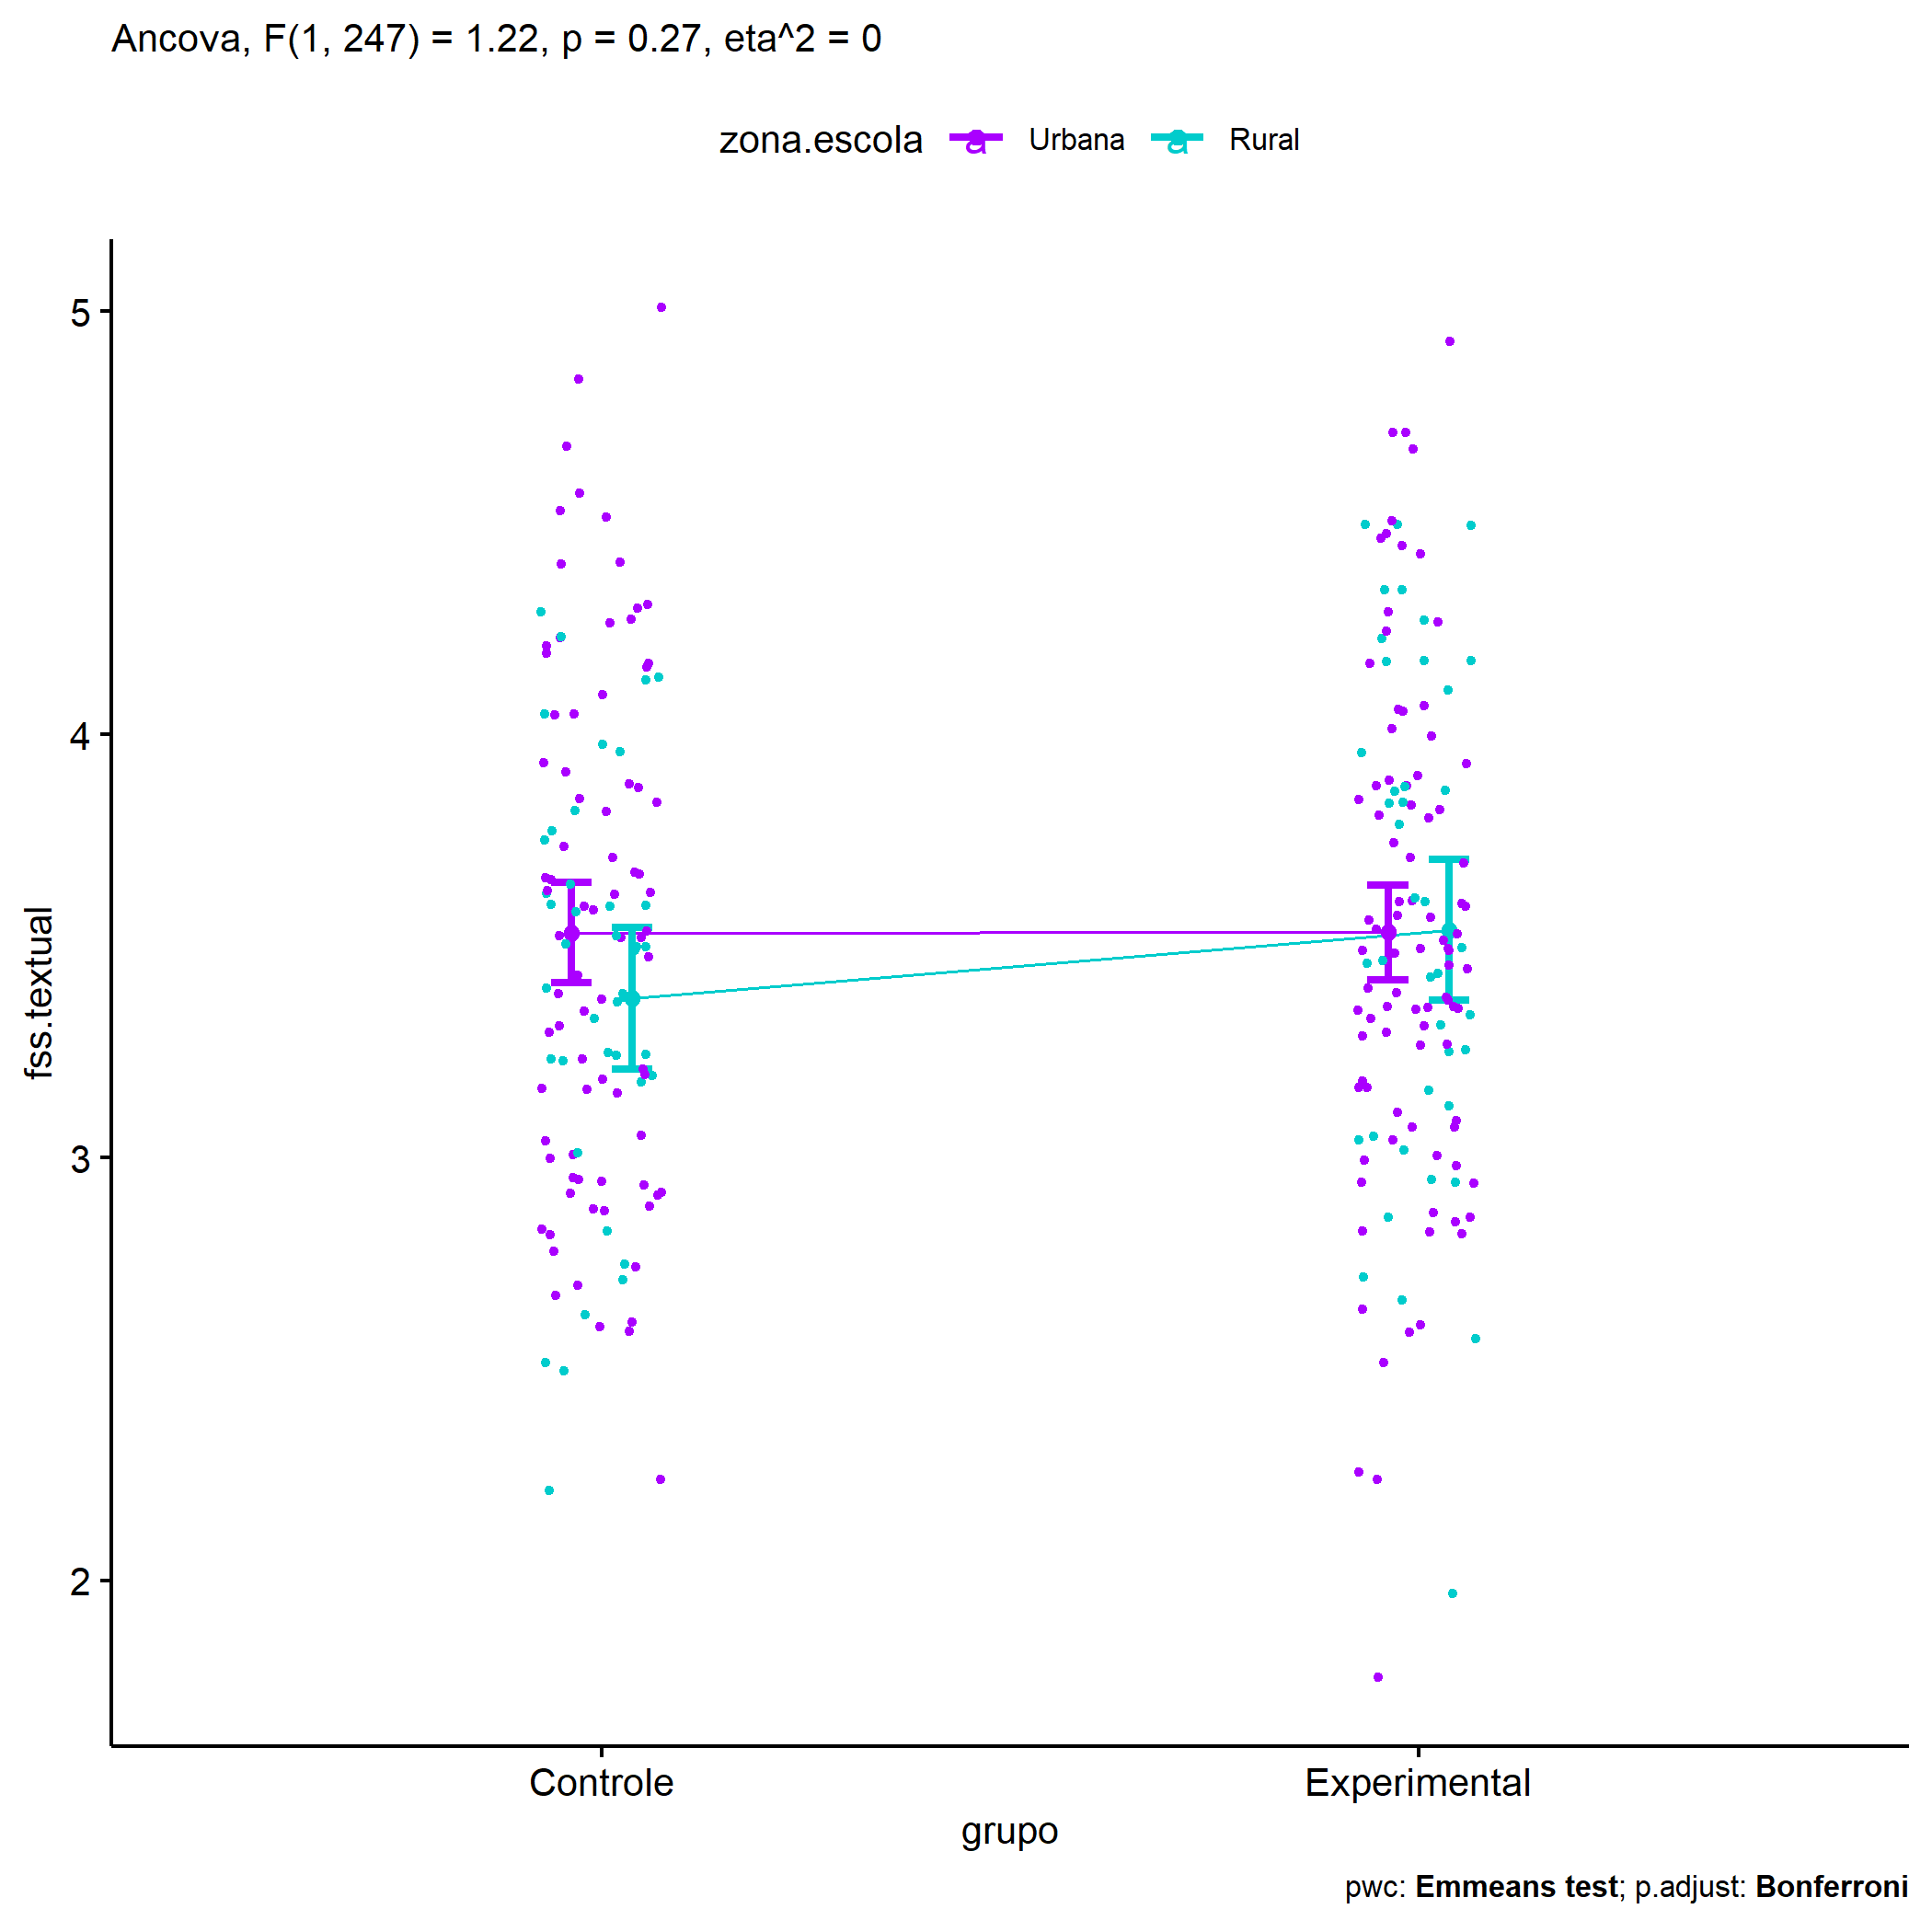 Ancova, F(1, 247) = 1.22, p = 0.27, eta^2 = 0
zona.escola a Urbana a Rural
5
4
3
2
fss.textual
Controle Experimental
grupo
pwc: Emmeans test; p.adjust: Bonferroni